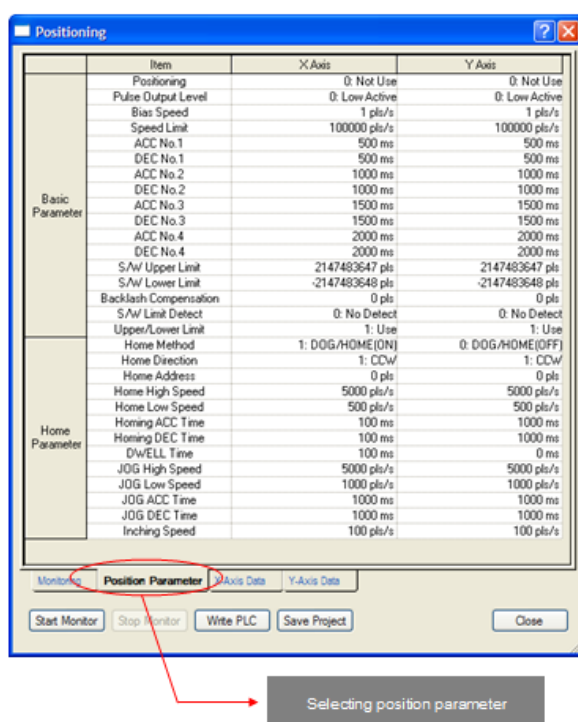 Positioning
Item X Axis Y Axis
Basic Parameter
Positioning 0: Not Use 0: Not Use
Pulse Output Level 0: Low Active 0: Low Active
Bias Speed 1 pls/s 1 pls/s
Speed Limit 100000 pls/s 100000 pls/s
ACC No.1 500 ms 500 ms
DEC No.1 500 ms 500 ms
ACC No.2 1000 ms 1000 ms
DEC No.2 1000 ms 1000 ms
ACC No.3 1500 ms 1500 ms
DEC No.3 1500 ms 1500 ms
ACC No.4 2000 ms 2000 ms
DEC No.4 2000 ms 2000 ms
S/W Upper Limit 2147483647 pls 2147483647 pls
S/W Lower Limit -2147483648 pls -2147483648 pls
Backlash Compensation 0 pls 0 pls
S/W Limit Detect 0: No Detect 0: No Detect
Upper/Lower Limit 1: Use 1: Use
Home Parameter
Home Method 1: DOG/HOME(ON) 0: DOG/HOME(OFF)
Home Direction 1: CCW 1: CCW
Home Address 0 pls 0 pls
Home High Speed 5000 pls/s 5000 pls/s
Home Low Speed 500 pls/s 500 pls/s
Homing ACC Time 100 ms 1000 ms
Homing DEC Time 100 ms 1000 ms
DWELL Time 100 ms 0 ms
JOG High Speed 5000 pls/s 5000 pls/s
JOG Low Speed 1000 pls/s 1000 pls/s
JOG ACC Time 1000 ms 1000 ms
JOG DEC Time 1000 ms 1000 ms
Inching Speed 100 pls/s 100 pls/s
Monitoring Position Parameter X-Axis Data Y-Axis Data
Start Monitor Stop Monitor Write PLC Save Project Close
Selecting position parameter